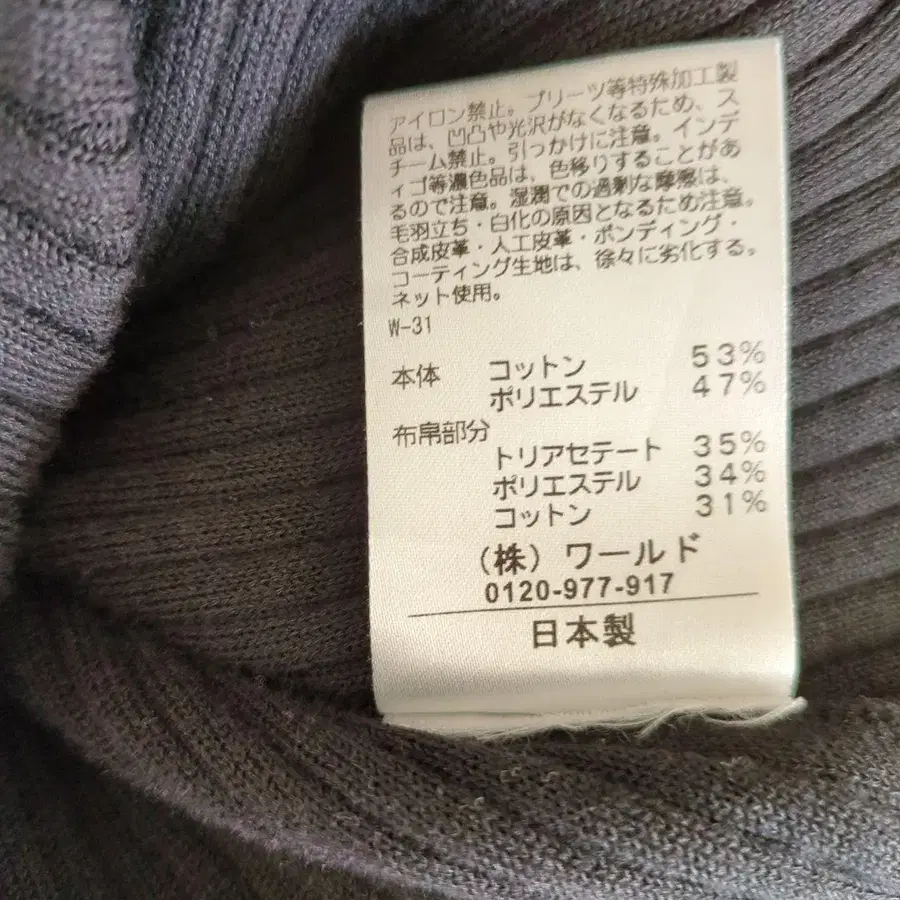 アイロン禁止。プリーツ等特殊加工製
品は、凹凸や光沢がなくなるため、ス
チーム禁止。引っかけに注意。インデ
ィゴ等濃色品は、色移りすることがあ
るので注意。湿潤での過剰な摩擦は、
毛羽立ち・白化の原因となるため注意。
合成皮革・人工皮革・ボンディング・
コーティング生地は、徐々に劣化する。
ネット使用。
W-31
本体 コットン 53%
ポリエステル 47%
布帛部分
トリアセテート 35%
ポリエステル 34%
コットン 31%
(株)ワールド
0120-977-917
日本製